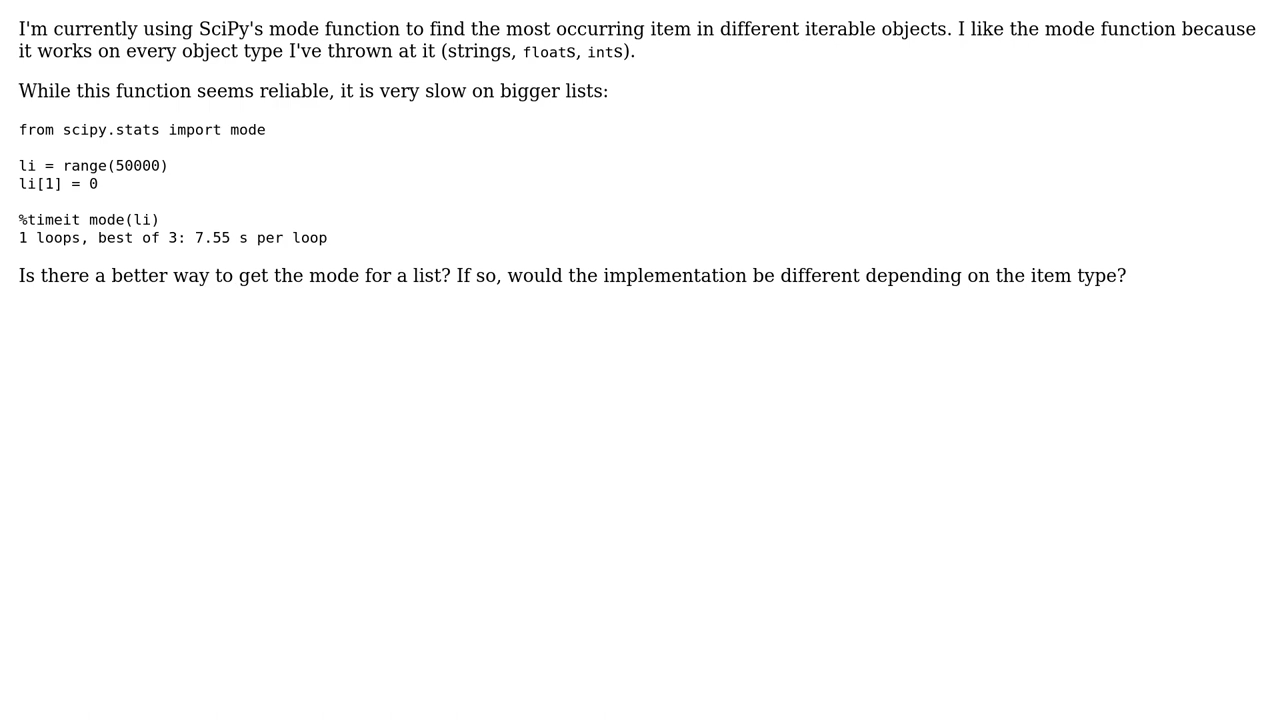 I'm currently using SciPy's mode function to find the most occurring item in different iterable objects. I like the mode function because
it works on every object type I've thrown at it (strings, floats, ints).
While this function seems reliable, it is very slow on bigger lists:
from scipy.stats import mode
li = range(50000)
li[1] = 0
%timeit mode(li)
1 loops, best of 3: 7.55 s per loop
Is there a better way to get the mode for a list? If so, would the implementation be different depending on the item type?